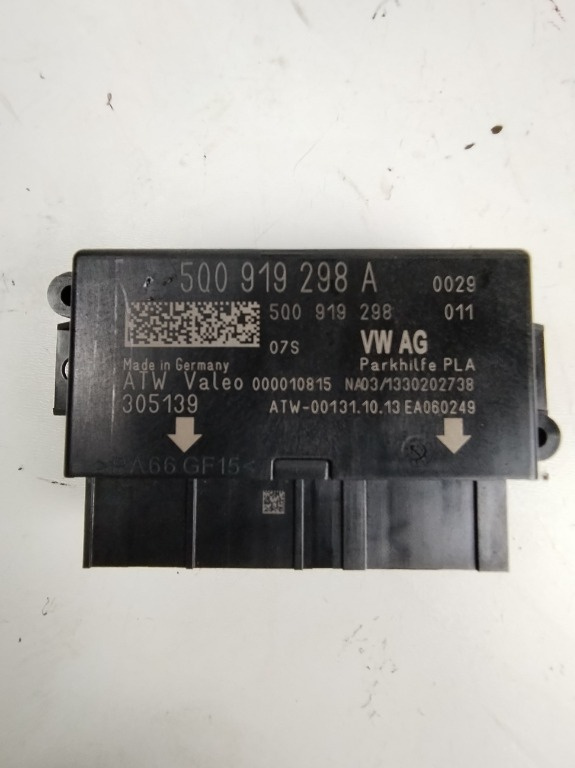 5Q0 919 298 A 0029
5Q0 919 298 011
07S VW AG
Made in Germany Parkhilfe PLA
ATW Valeo 000010815 NA03/1330202738
305139 ATW-00131.10.13 EA060249
>PA66 GF15<